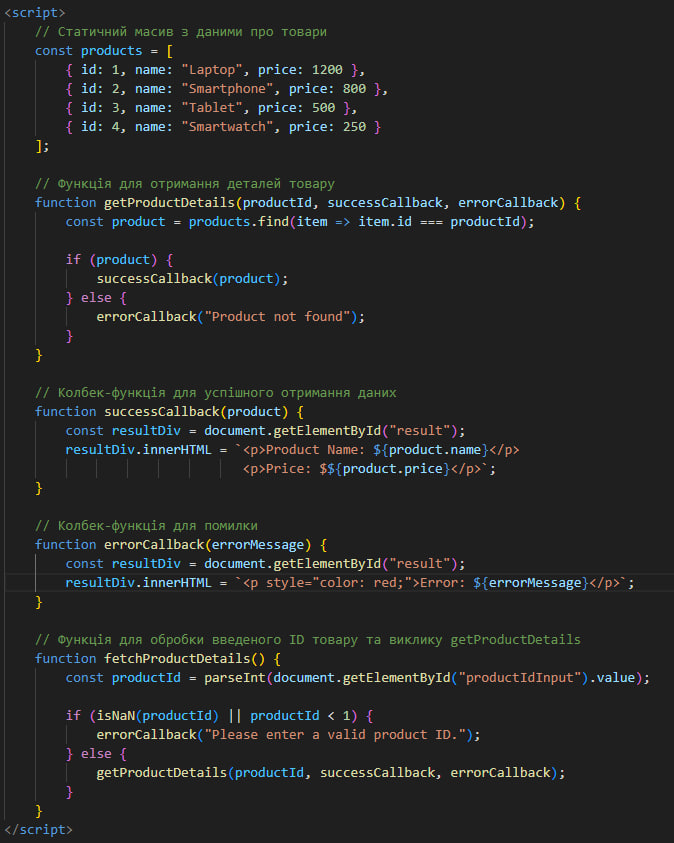 <script>
    // Статичний масив з даними про товари
    const products = [
        { id: 1, name: "Laptop", price: 1200 },
        { id: 2, name: "Smartphone", price: 800 },
        { id: 3, name: "Tablet", price: 500 },
        { id: 4, name: "Smartwatch", price: 250 }
    ];

    // Функція для отримання деталей товару
    function getProductDetails(productId, successCallback, errorCallback) {
        const product = products.find(item => item.id === productId);

        if (product) {
            successCallback(product);
        } else {
            errorCallback("Product not found");
        }
    }

    // Колбек-функція для успішного отримання даних
    function successCallback(product) {
        const resultDiv = document.getElementById("result");
        resultDiv.innerHTML = `<p>Product Name: ${product.name}</p>
                               <p>Price: $${product.price}</p>`;
    }

    // Колбек-функція для помилки
    function errorCallback(errorMessage) {
        const resultDiv = document.getElementById("result");
        resultDiv.innerHTML = `<p style="color: red;">Error: ${errorMessage}</p>`;
    }

    // Функція для обробки введеного ID товару та виклику getProductDetails
    function fetchProductDetails() {
        const productId = parseInt(document.getElementById("productIdInput").value);

        if (isNaN(productId) || productId < 1) {
            errorCallback("Please enter a valid product ID.");
        } else {
            getProductDetails(productId, successCallback, errorCallback);
        }
    }
</script>